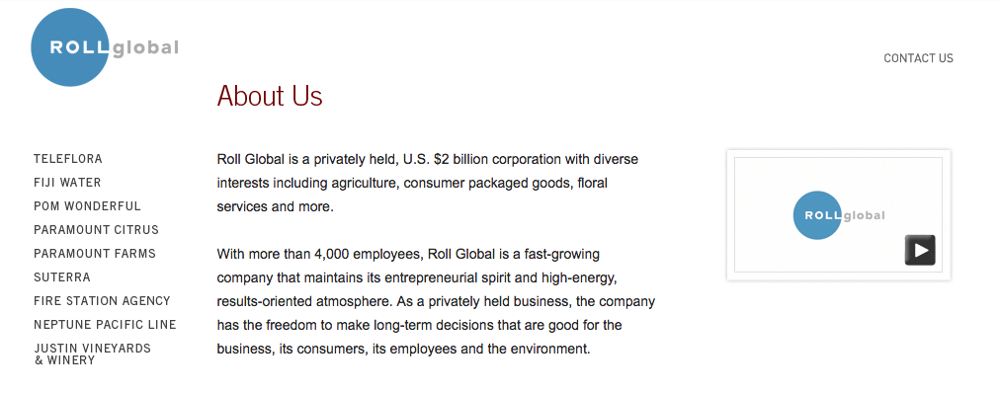 ROLLglobal
CONTACT US
About Us
TELEFLORA
FIJI WATER
POM WONDERFUL
PARAMOUNT CITRUS
PARAMOUNT FARMS
SUTERRA
FIRE STATION AGENCY
NEPTUNE PACIFIC LINE
JUSTIN VINEYARDS
& WINERY
Roll Global is a privately held, U.S. $2 billion corporation with diverse
interests including agriculture, consumer packaged goods, floral
services and more.
With more than 4,000 employees, Roll Global is a fast-growing
company that maintains its entrepreneurial spirit and high-energy,
results-oriented atmosphere. As a privately held business, the company
has the freedom to make long-term decisions that are good for the
business, its consumers, its employees and the environment.
ROLLglobal